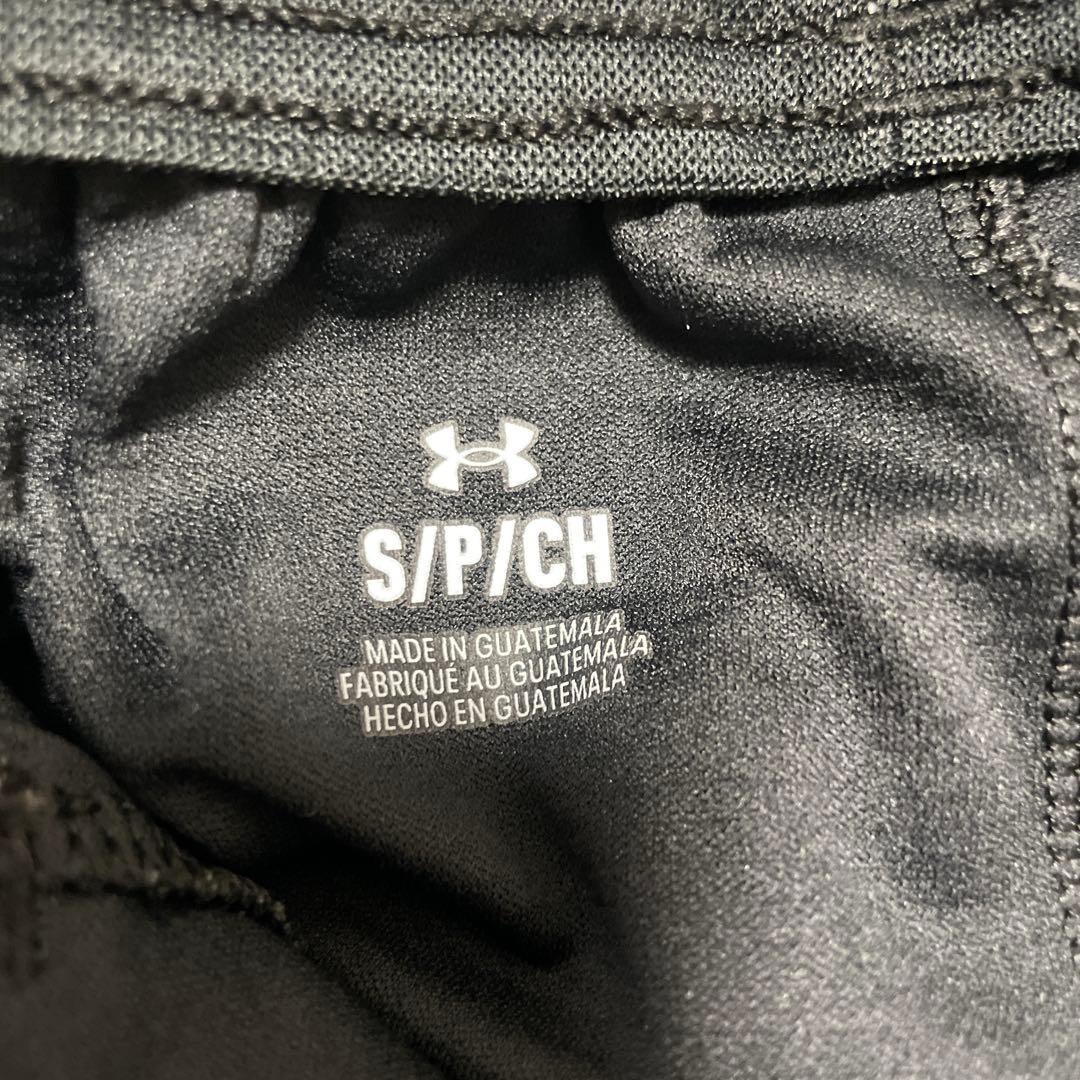 S/P/CH
MADE IN GUATEMALA
FABRIQUÉ AU GUATEMALA
HECHO EN GUATEMALA